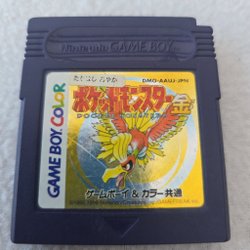 Nintendo GAME BOY
DMG-AAUJ-JPN
ポケットモンスター金
POCKET MONSTERS
GAME BOY COLOR
ゲームボーイ&カラー共通